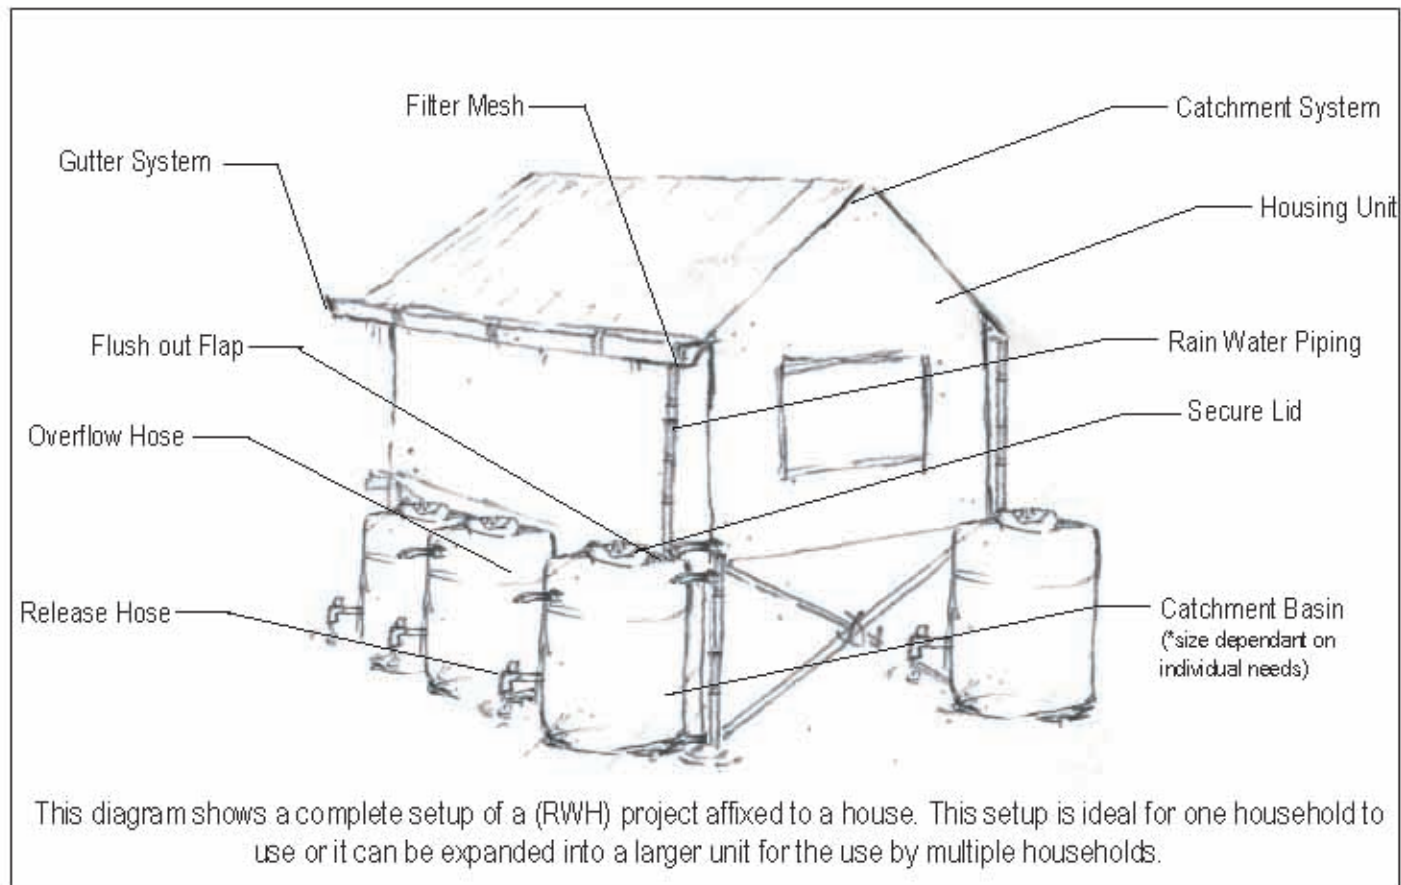 Filter Mesh
Catchment System
Gutter System
Housing Unit
Flush out Flap
Rain Water Piping
Secure Lid
Overflow Hose
Release Hose
Catchment Basin
(*size dependant on
individual needs)
This diagram shows a complete setup of a (RWH) project affixed to a house. This setup is ideal for one household to
use or it can be expanded into a larger unit for the use by multiple households.